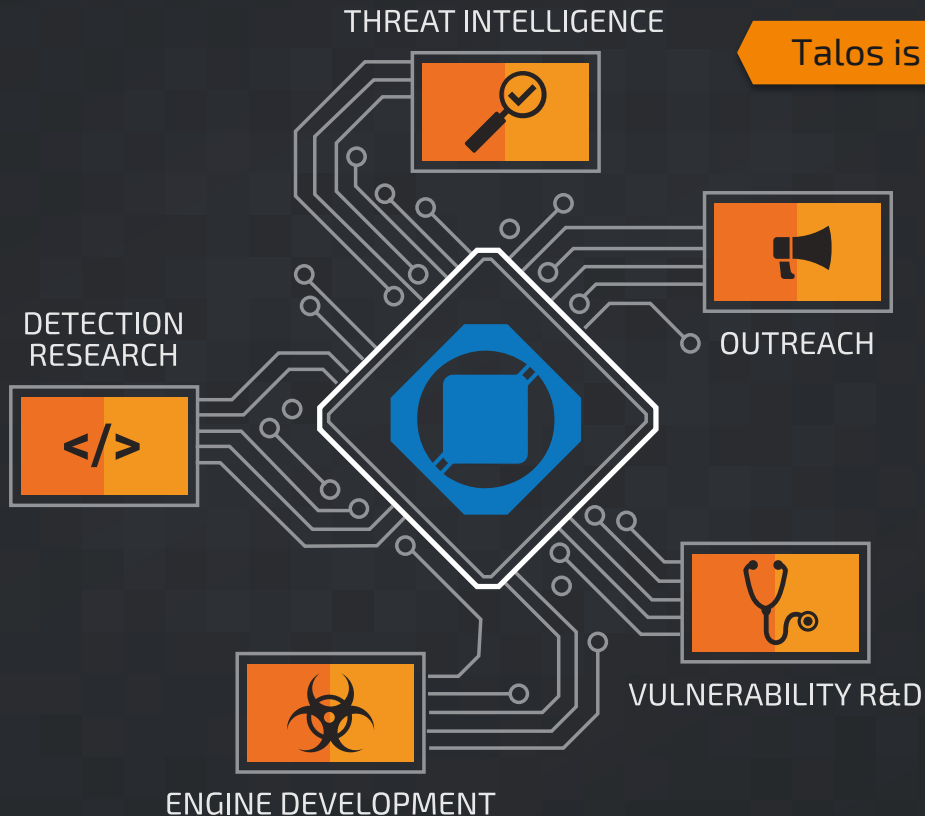 THREAT INTELLIGENCE
Talos is
OUTREACH
DETECTION
RESEARCH
</>
VULNERABILITY R&D
ENGINE DEVELOPMENT